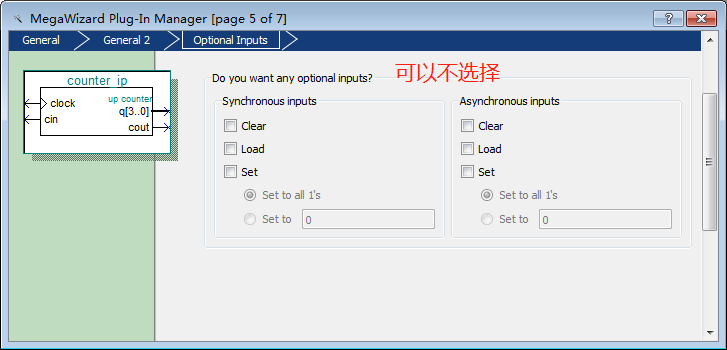 MegaWizard Plug-In Manager [page 5 of 7]
General
General 2
Optional Inputs
counter_ip
up counter
clock
q[3..0]
cin
cout
Do you want any optional inputs?
可以不选择
Synchronous inputs
Clear
Load
Set
Set to all 1's
Set to
0
Asynchronous inputs
Clear
Load
Set
Set to all 1's
Set to
0